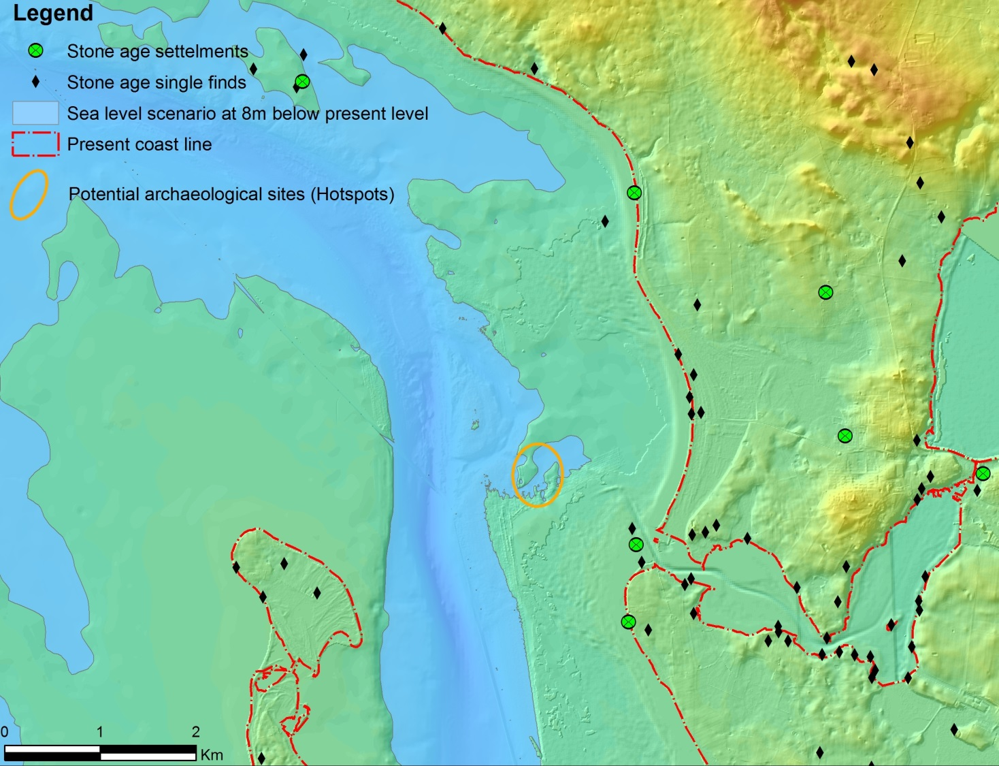 Legend
Stone age settelments
Stone age single finds
Sea level scenario at 8m below present level
Present coast line
Potential archaeological sites (Hotspots)
0 1 2
Km